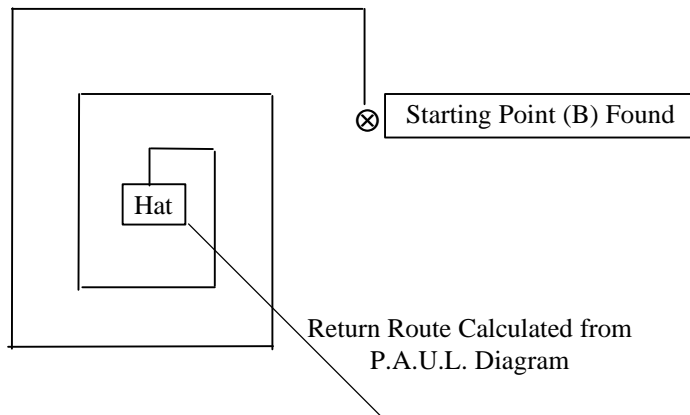 Starting Point (B) Found
Hat
Return Route Calculated from
P.A.U.L. Diagram